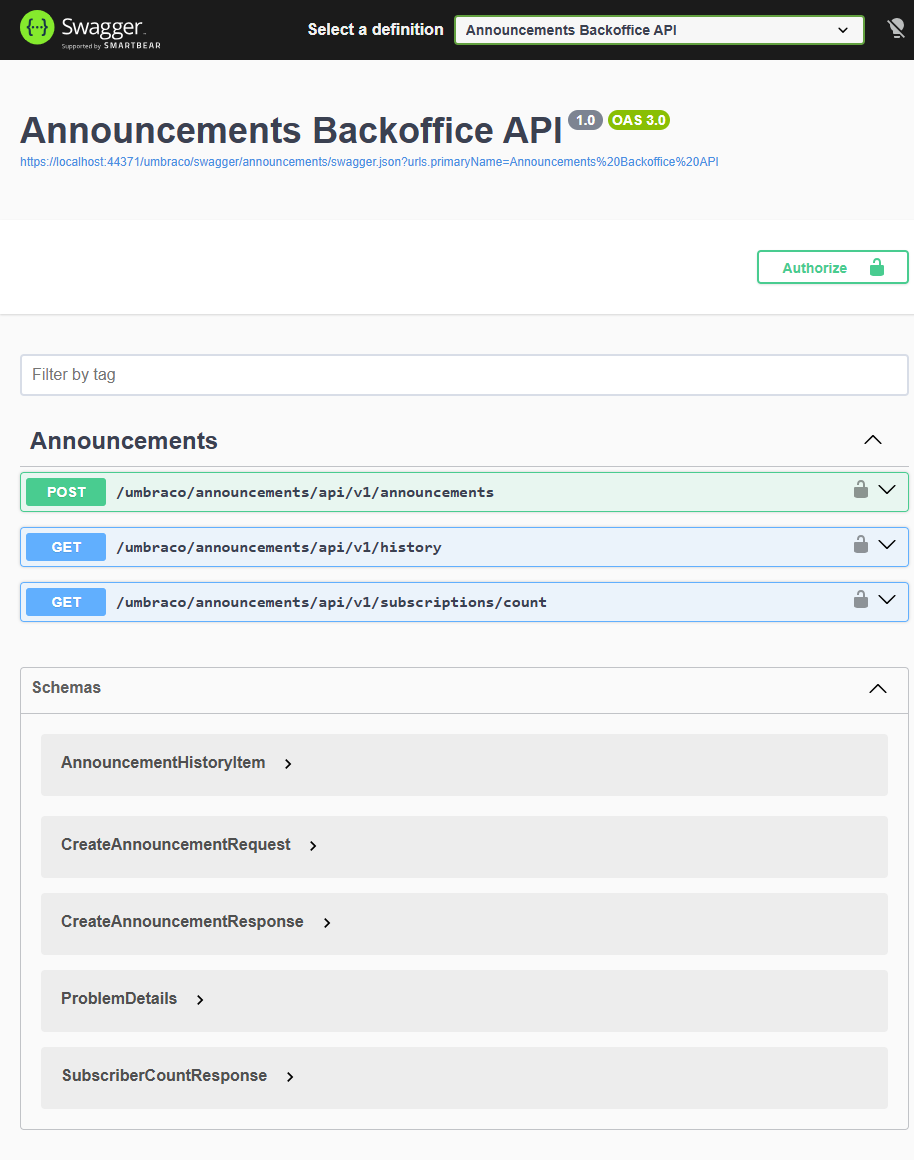 Swagger.
Supported by SMARTBEAR
Select a definition
Announcements Backoffice API
Announcements Backoffice API 1.0 OAS 3.0
https://localhost:44371/umbraco/swagger/announcements/swagger.json?urls.primaryName=Announcements%20Backoffice%20API
Authorize
Filter by tag
Announcements
POST /umbraco/announcements/api/v1/announcements
GET /umbraco/announcements/api/v1/history
GET /umbraco/announcements/api/v1/subscriptions/count
Schemas
AnnouncementHistoryItem
CreateAnnouncementRequest
CreateAnnouncementResponse
ProblemDetails
SubscriberCountResponse